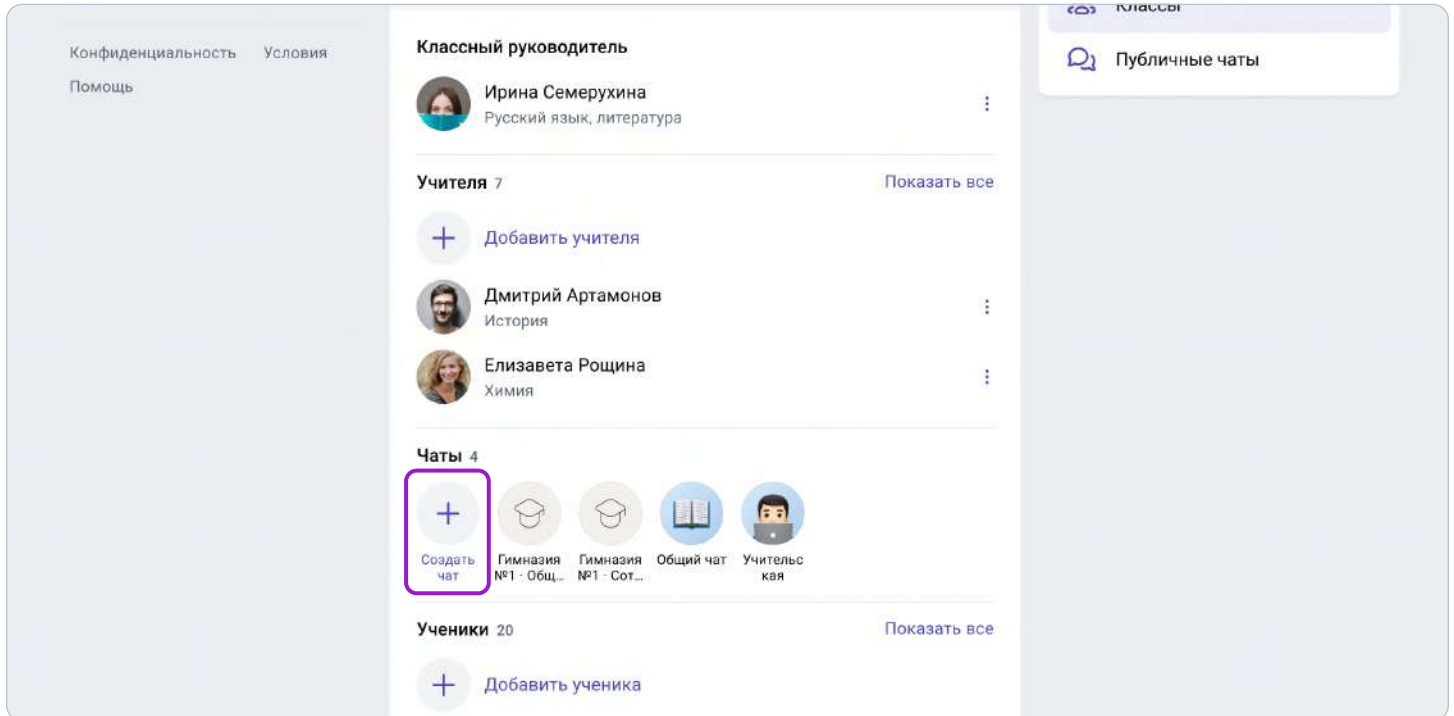 Конфиденциальность Условия
Помощь
Классный руководитель
Ирина Семерухина
Русский язык, литература
Учителя 7
Показать все
Добавить учителя
Дмитрий Артамонов
История
Елизавета Рощина
Химия
Чаты 4
Создать
чат
Гимназия
№1 · Общ...
Гимназия
№1 - Сот...
Общий чат
Учительс
кая
Ученики 20
Показать все
Добавить ученика
Классы
Публичные чаты